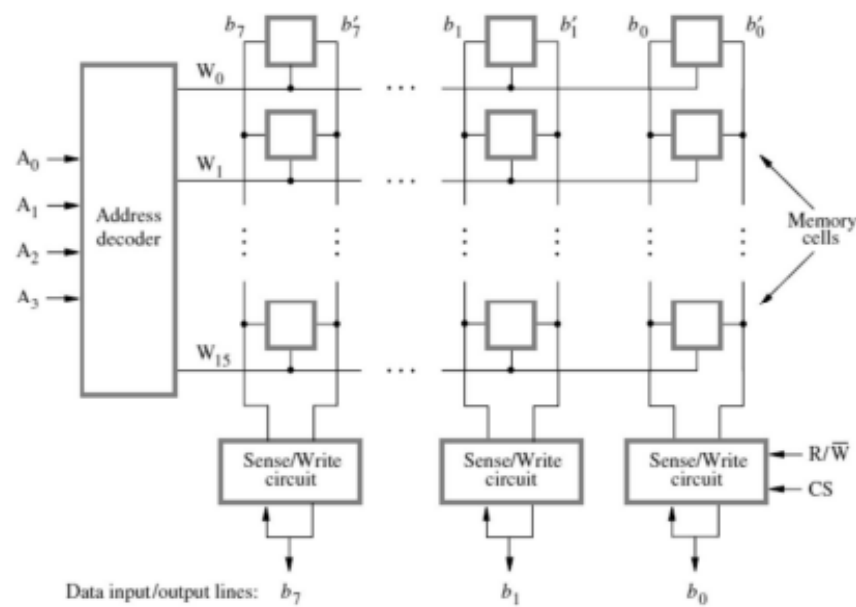 b₇ b′₇ b₁ b′₁ b₀ b′₀
W₀
A₀
W₁
A₁
Address
decoder
A₂
A₃
Memory
cells
W₁₅
Sense/Write
circuit
Sense/Write
circuit
Sense/Write
circuit
R/W̅
CS
Data input/output lines: b₇ b₁ b₀